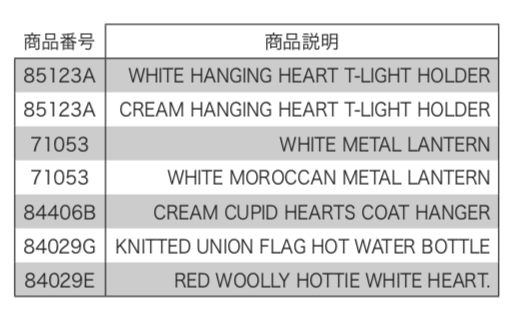 商品番号 商品説明
85123A WHITE HANGING HEART T-LIGHT HOLDER
85123A CREAM HANGING HEART T-LIGHT HOLDER
71053 WHITE METAL LANTERN
71053 WHITE MOROCCAN METAL LANTERN
84406B CREAM CUPID HEARTS COAT HANGER
84029G KNITTED UNION FLAG HOT WATER BOTTLE
84029E RED WOOLLY HOTTIE WHITE HEART.